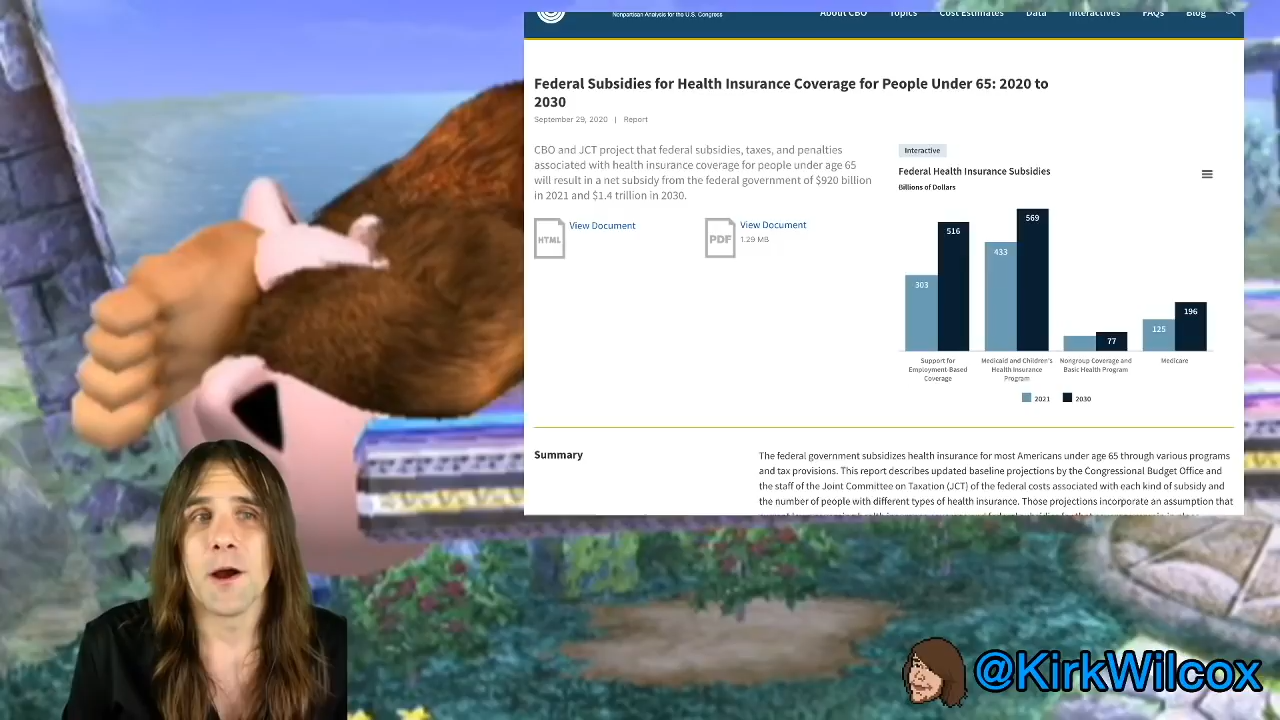 Nonpartisan Analysis for the U.S. Congress
About CBO Topics Cost Estimates Data Interactives FAQs Blog
Federal Subsidies for Health Insurance Coverage for People Under 65: 2020 to
2030
September 29, 2020 | Report
CBO and JCT project that federal subsidies, taxes, and penalties
associated with health insurance coverage for people under age 65
will result in a net subsidy from the federal government of $920 billion
in 2021 and $1.4 trillion in 2030.
HTML
View Document
PDF
View Document
1.29 MB
Interactive
Federal Health Insurance Subsidies
Billions of Dollars
303
516
433
569
77
125
196
Support for
Employment-Based
Coverage
Medicaid and Children's
Health Insurance
Program
Nongroup Coverage and
Basic Health Program
Medicare
2021
2030
Summary
The federal government subsidizes health insurance for most Americans under age 65 through various programs
and tax provisions. This report describes updated baseline projections by the Congressional Budget Office and
the staff of the Joint Committee on Taxation (JCT) of the federal costs associated with each kind of subsidy and
the number of people with different types of health insurance. Those projections incorporate an assumption that
@KirkWilcox